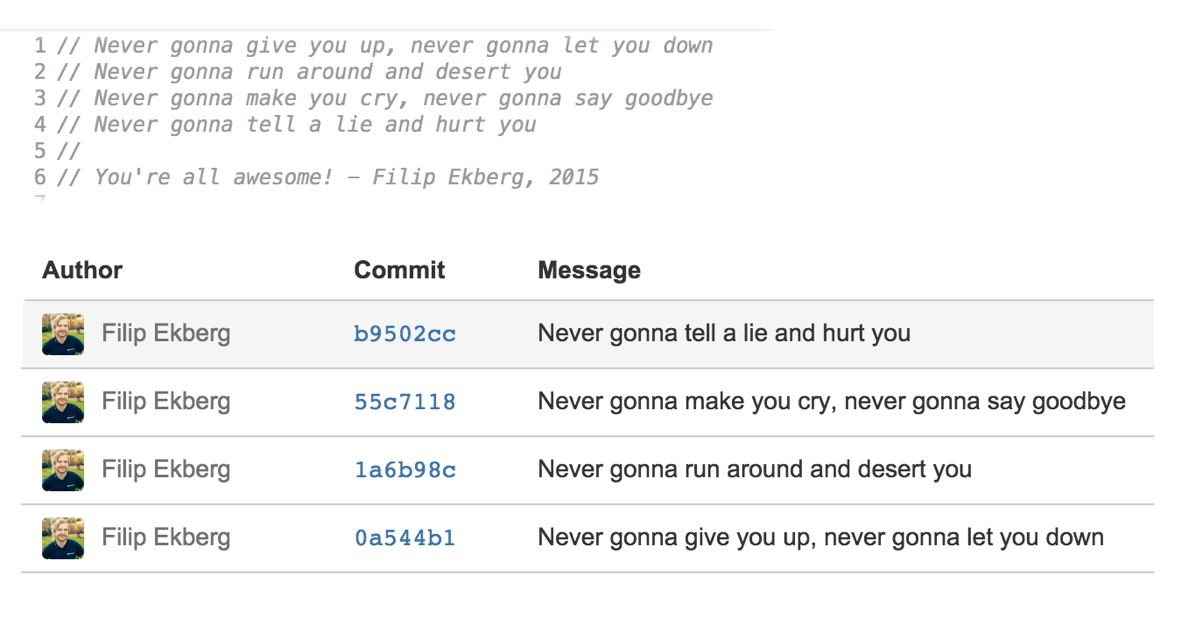 1 // Never gonna give you up, never gonna let you down
2 // Never gonna run around and desert you
3 // Never gonna make you cry, never gonna say goodbye
4 // Never gonna tell a lie and hurt you
5 //
6 // You're all awesome! – Filip Ekberg, 2015
7
Author Commit Message
Filip Ekberg b9502cc Never gonna tell a lie and hurt you
Filip Ekberg 55c7118 Never gonna make you cry, never gonna say goodbye
Filip Ekberg 1a6b98c Never gonna run around and desert you
Filip Ekberg 0a544b1 Never gonna give you up, never gonna let you down